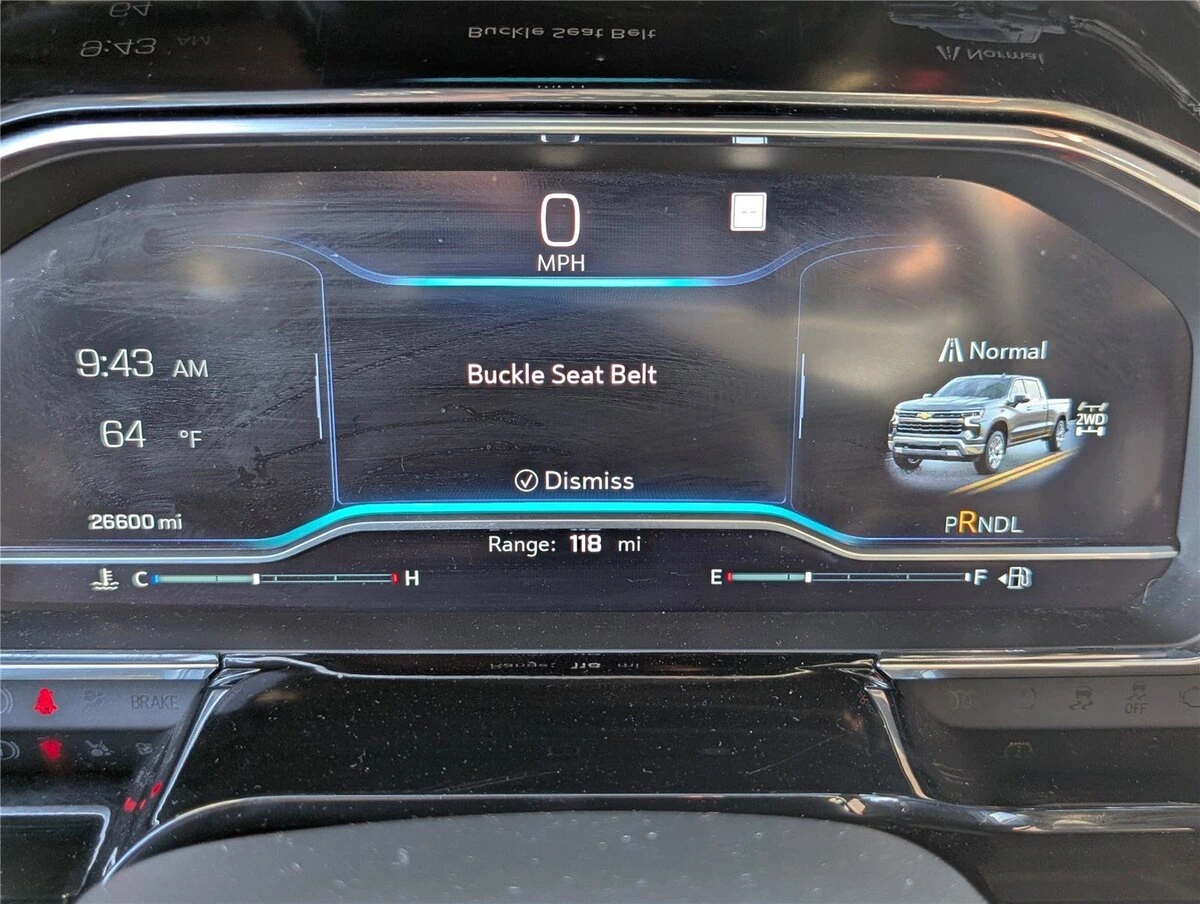 0
--
MPH
9:43 AM
64 °F
26600 mi
Buckle Seat Belt
Dismiss
Normal
2WD
PRNDL
Range: 118 mi
C H
E F
BRAKE
OFF